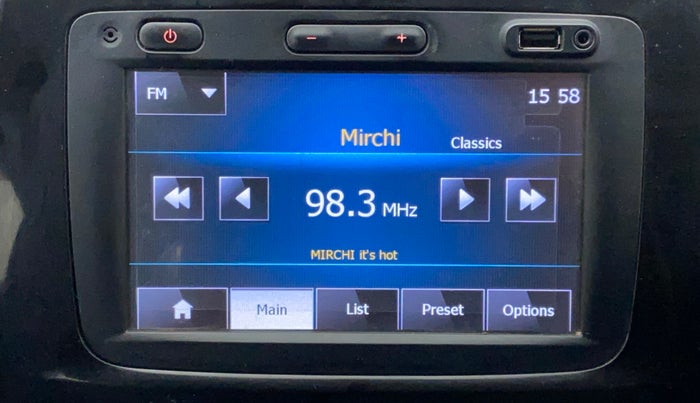 FM
15 58
Mirchi
Classics
98.3 MHz
MIRCHI it's hot
Main List Preset Options